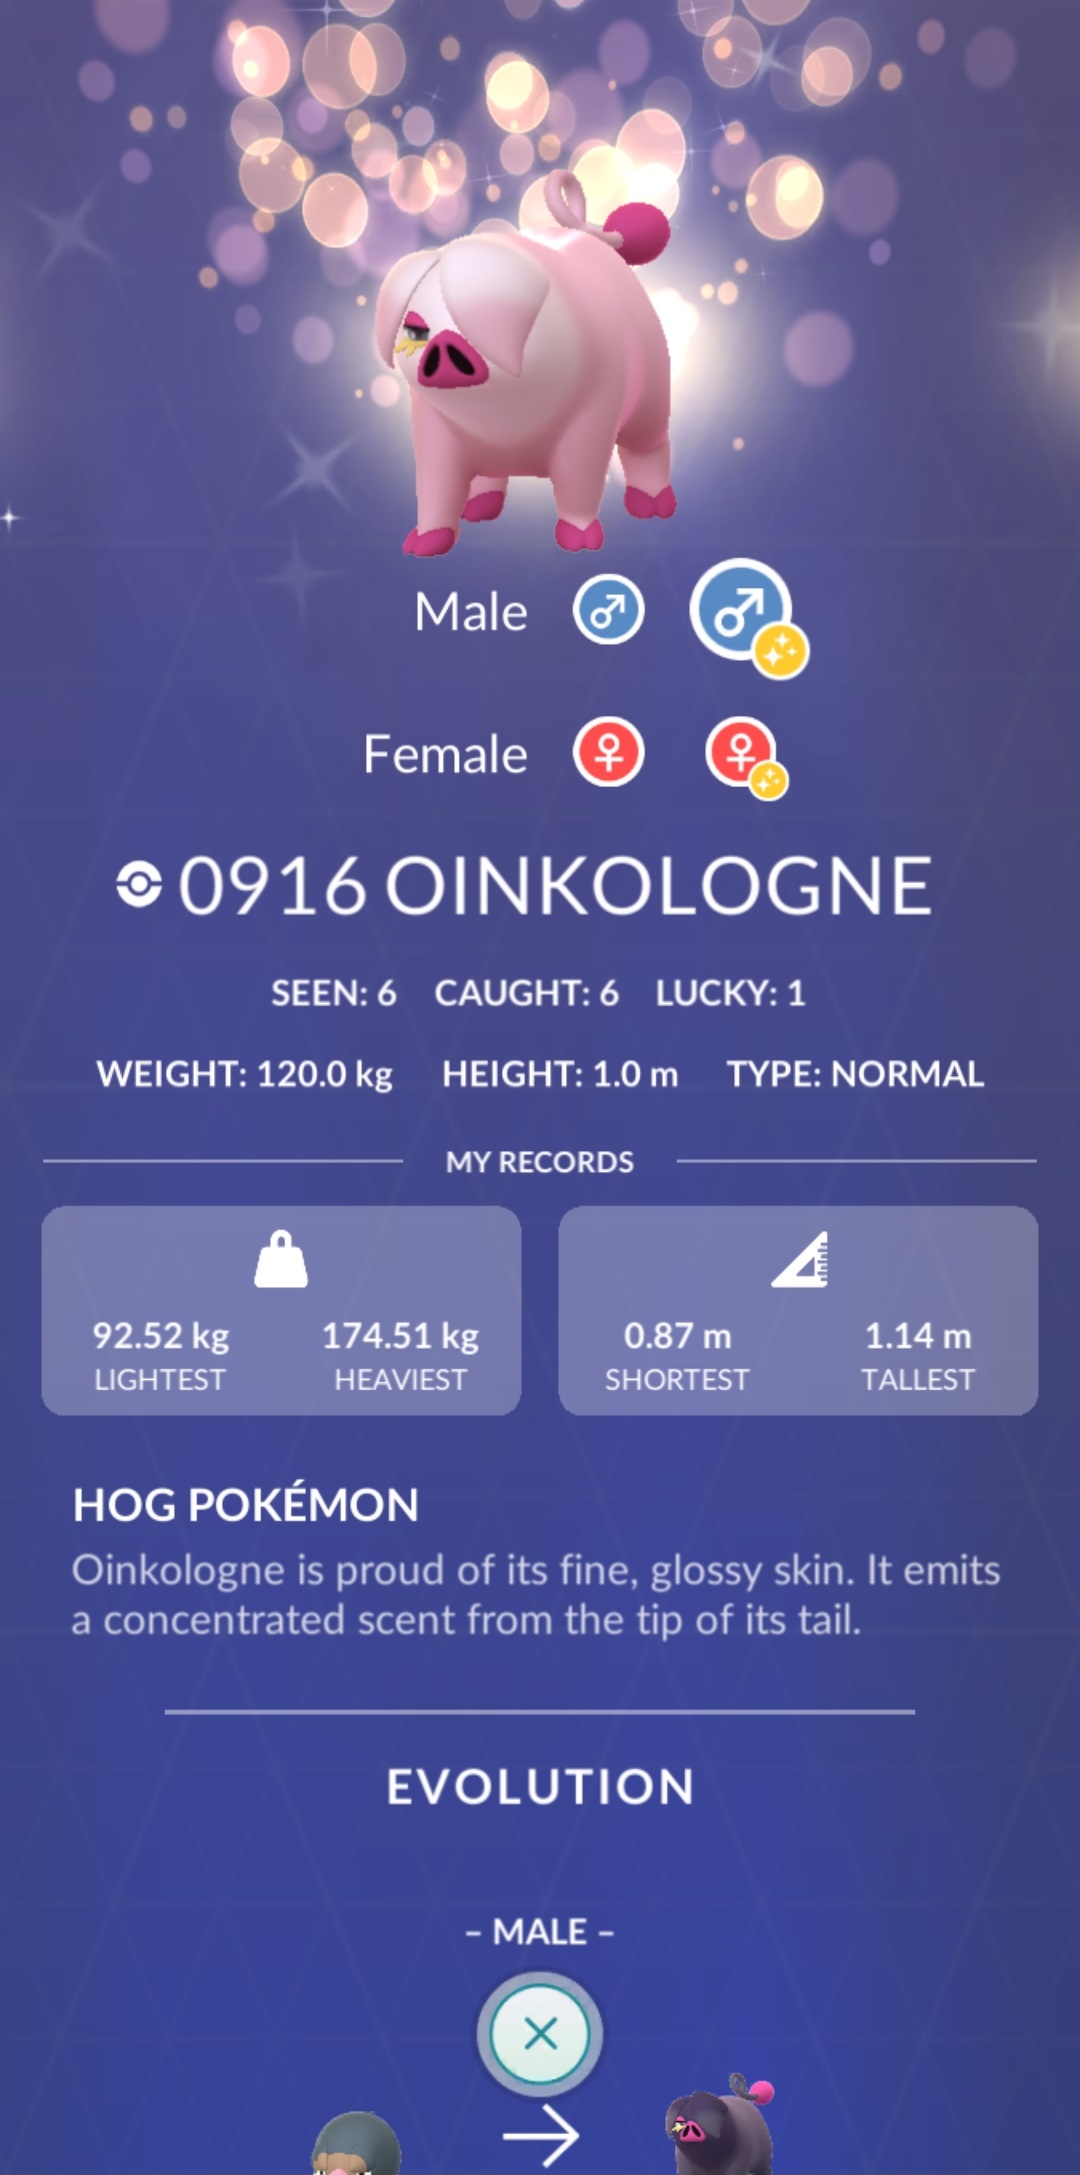 Male
Female
0916 OINKOLOGNE
SEEN: 6 CAUGHT: 6 LUCKY: 1
WEIGHT: 120.0 kg HEIGHT: 1.0 m TYPE: NORMAL
MY RECORDS
92.52 kg 174.51 kg 0.87 m 1.14 m
LIGHTEST HEAVIEST SHORTEST TALLEST
HOG POKÉMON
Oinkologne is proud of its fine, glossy skin. It emits
a concentrated scent from the tip of its tail.
EVOLUTION
– MALE –